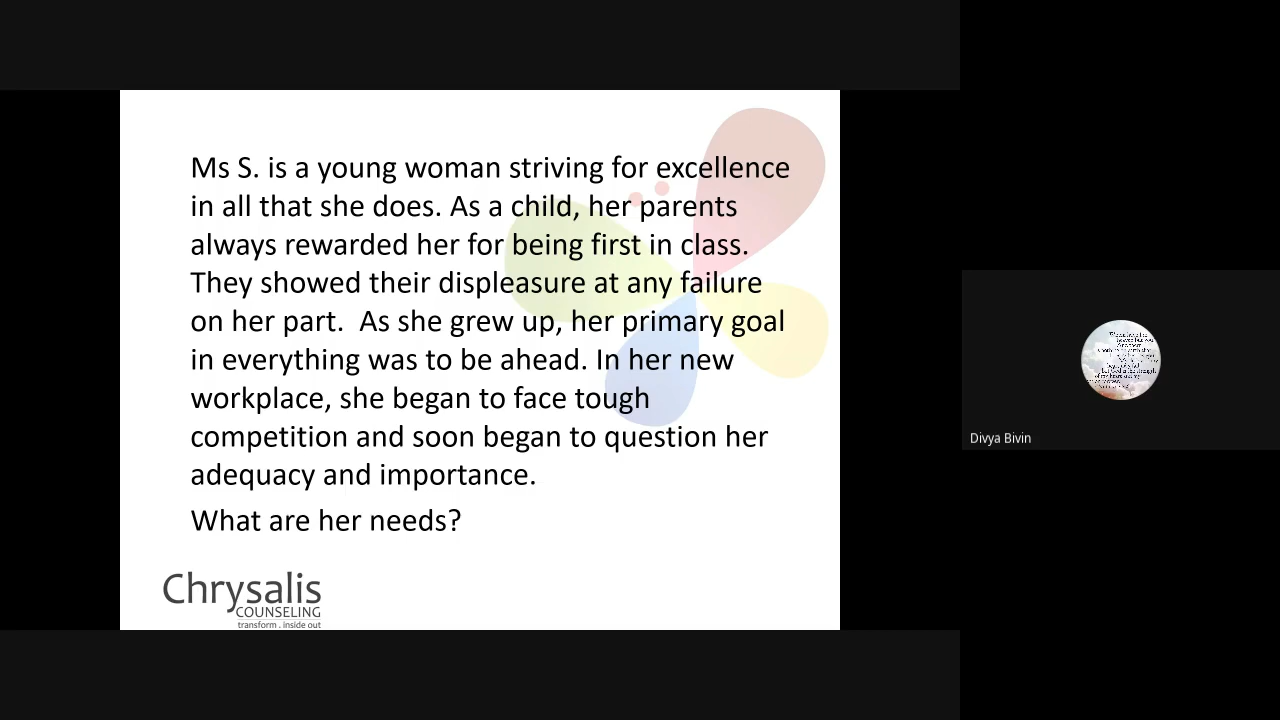 Ms S. is a young woman striving for excellence
in all that she does. As a child, her parents
always rewarded her for being first in class.
They showed their displeasure at any failure
on her part.  As she grew up, her primary goal
in everything was to be ahead. In her new
workplace, she began to face tough
competition and soon began to question her
adequacy and importance.
What are her needs?
Chrysalis
COUNSELING
transform . inside out
Divya Bivin